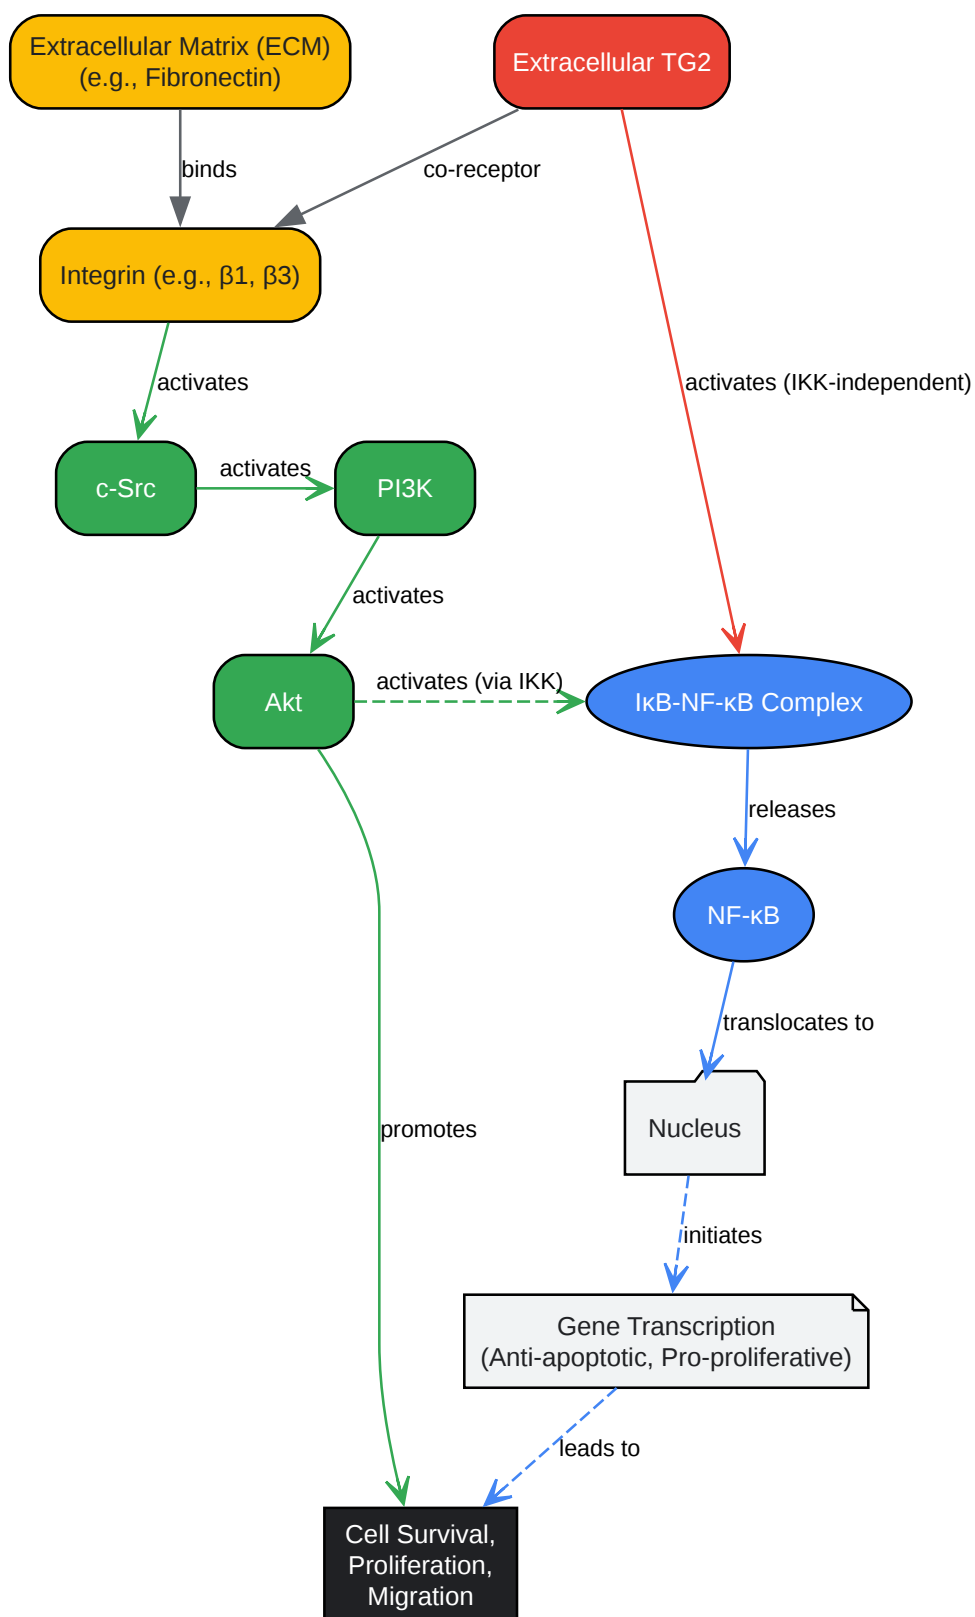 Extracellular Matrix (ECM)
(e.g., Fibronectin)
Extracellular TG2
binds
co-receptor
Integrin (e.g., β1, β3)
activates
activates (IKK-independent)
c-Src
activates
PI3K
activates
Akt
activates (via IKK)
IκB-NF-κB Complex
releases
NF-κB
translocates to
Nucleus
promotes
initiates
Gene Transcription
(Anti-apoptotic, Pro-proliferative)
leads to
Cell Survival,
Proliferation,
Migration